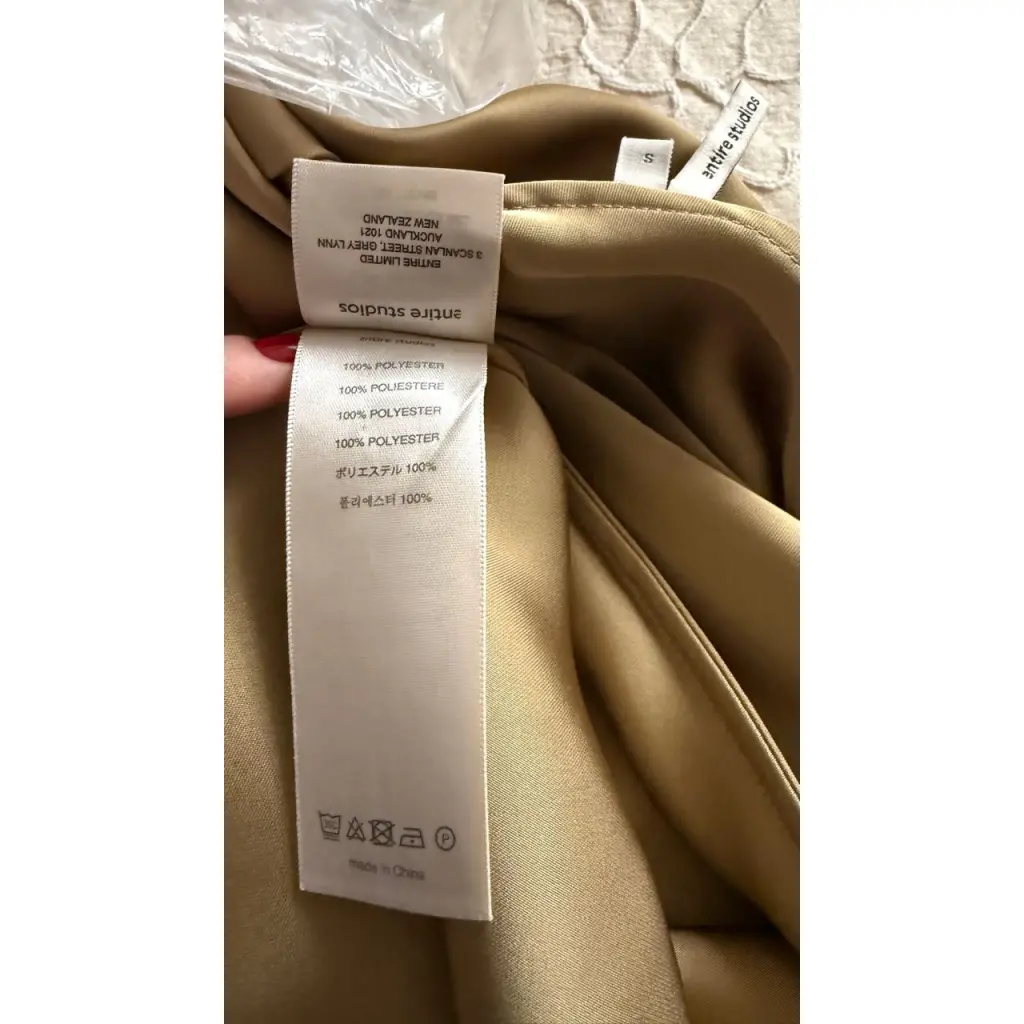 entire studios
S
entire studios
ENTIRE LIMITED
3 SCANLAN STREET, GREY LYNN
AUCKLAND 1021
NEW ZEALAND
entire studios
100% POLYESTER
100% POLIESTERE
100% POLYESTER
100% POLYESTER
ポリエステル 100%
폴리에스터 100%
P
made in China